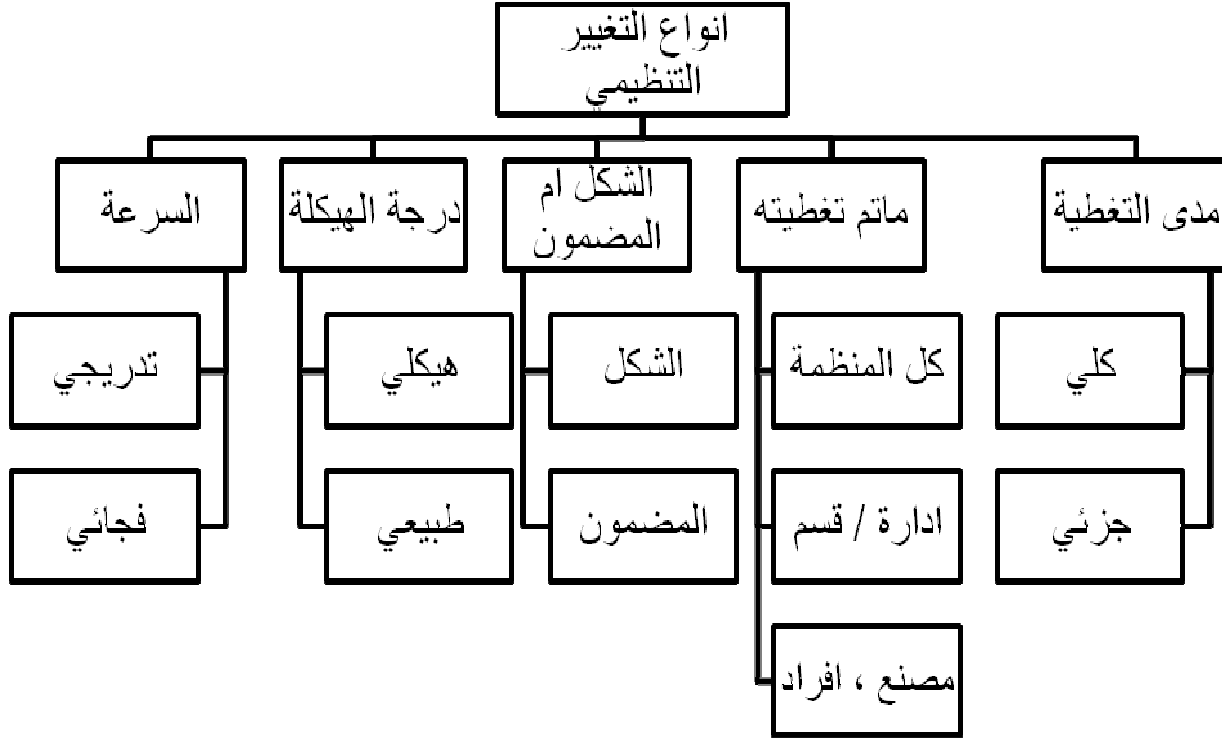 انواع التغيير
التنظيمي
مدى التغطية
ماتم تغطيته
الشكل ام
المضمون
درجة الهيكلة
السرعة
كلي
كل المنظمة
الشكل
هيكلي
تدريجي
جزئي
ادارة / قسم
المضمون
طبيعي
فجائي
مصنع ، افراد